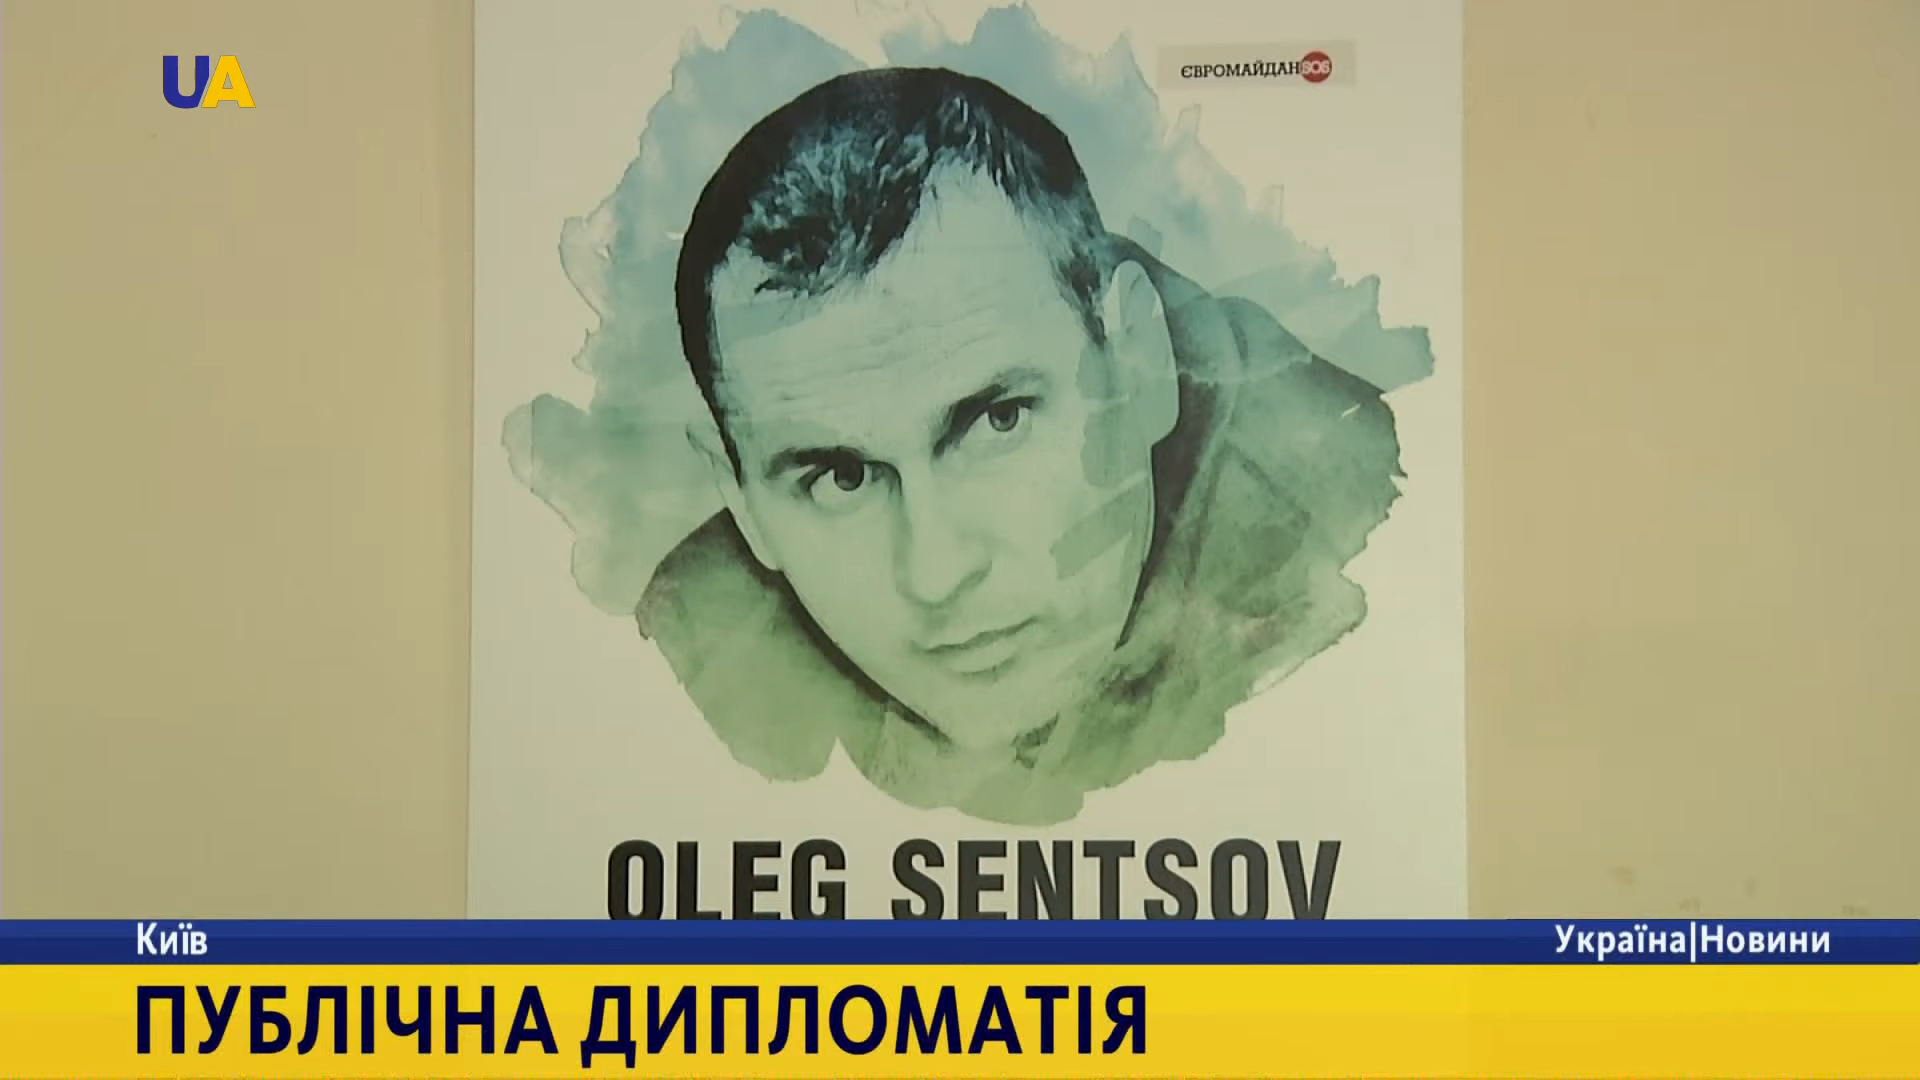 UA
ЄВРОМАЙДАН SOS
OLEG SENTSOV
Київ
Україна|Новини
ПУБЛІЧНА ДИПЛОМАТІЯ